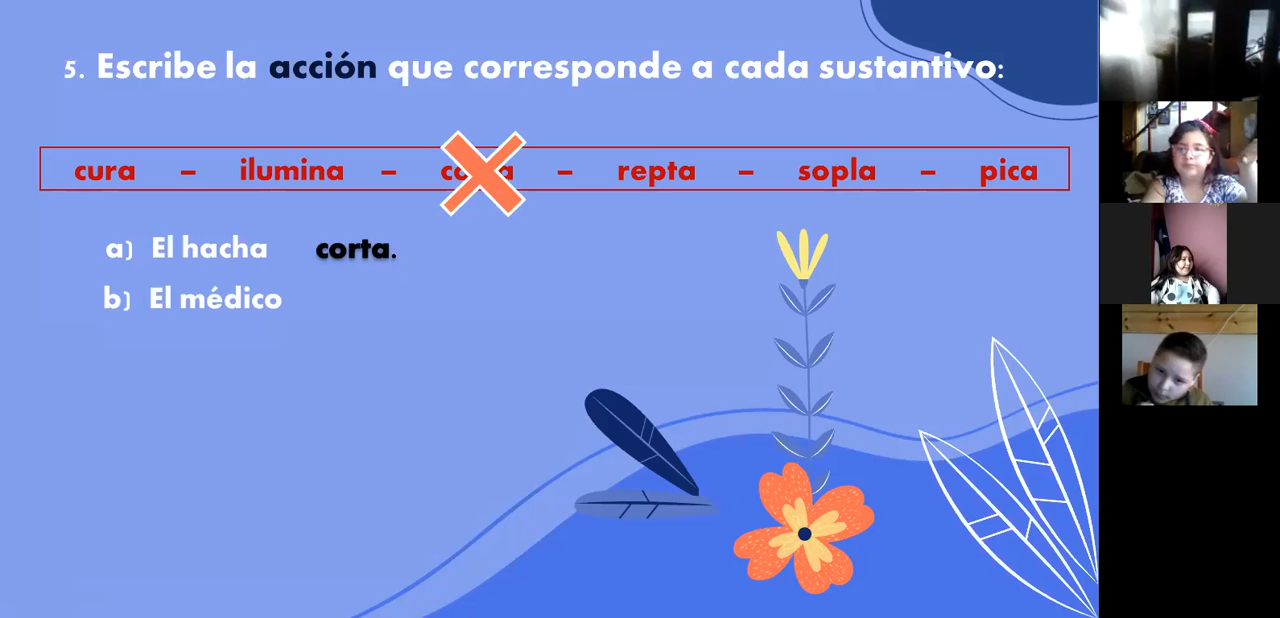 5. Escribe la acción que corresponde a cada sustantivo:
cura – ilumina – – repta – sopla – pica
a) El hacha corta.
b) El médico